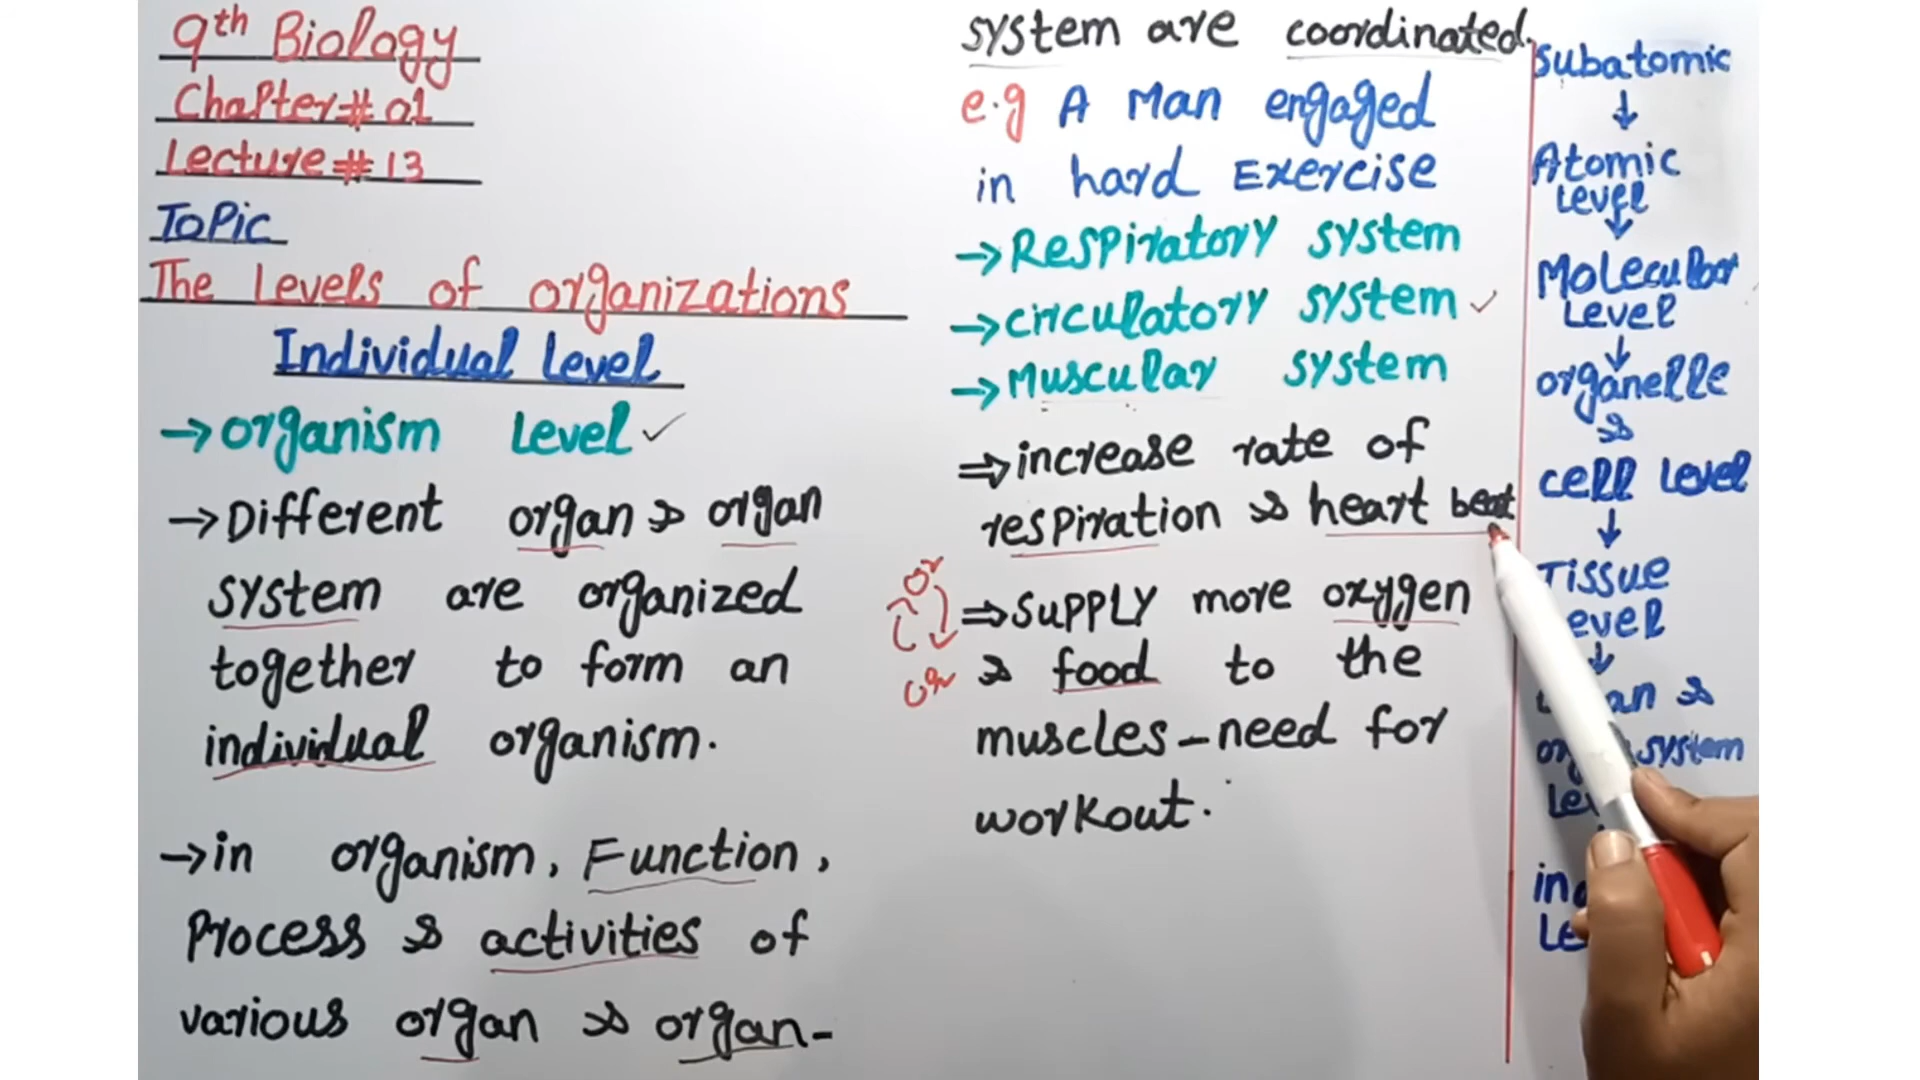 9th Biology
Chapter# 01
Lecture # 13
Topic
The Levels of organizations
Individual Level
→ organism Level ✓
→ Different organ & organ
system are organized
together to form an
individual organism.
→ in organism, Function,
Process & activities of
various organ & organ-
system are coordinated.
e.g A Man engaged
in hard Exercise
→ Respiratory system
→ circulatory system ✓
→ Muscular system
⇒ increase rate of
respiration & heart beat
⇒ supply more oxygen
& food to the
muscles - need for
workout.
Subatomic
↓
Atomic
Level
↓
Molecular
Level
↓
organelle
&
cell Level
↓
Tissue
Level
↓
&
system